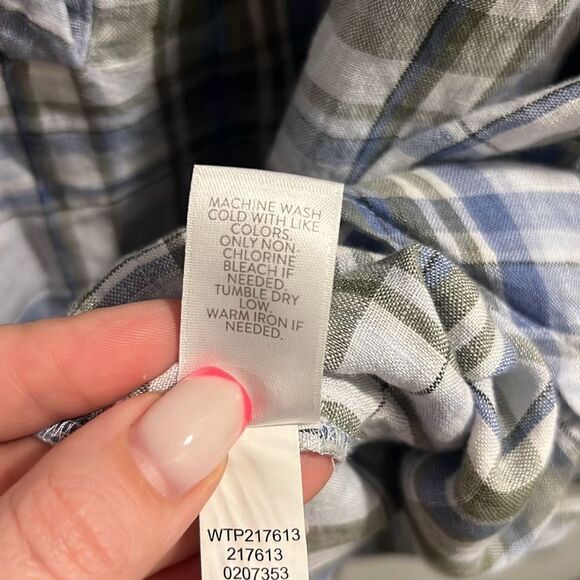 MACHINE WASH
COLD WITH LIKE
COLORS.
ONLY NON-
CHLORINE
BLEACH IF
NEEDED.
TUMBLE DRY
LOW.
WARM IRON IF
NEEDED.
WTP217613
217613
0207353